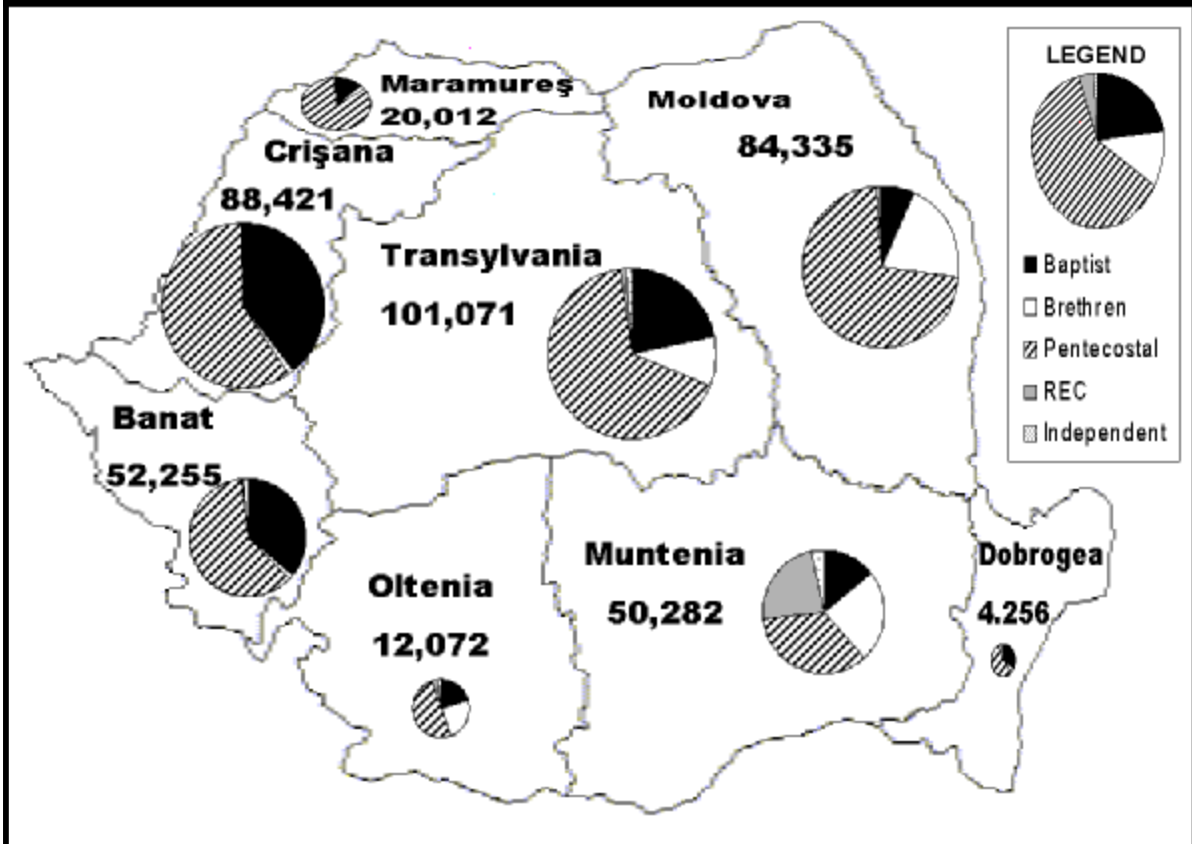 Maramureş
20,012
Crişana
88,421
Moldova
84,335
Transylvania
101,071
Banat
52,255
Oltenia
12,072
Muntenia
50,282
Dobrogea
4.256
LEGEND
Baptist
Brethren
Pentecostal
REC
Independent